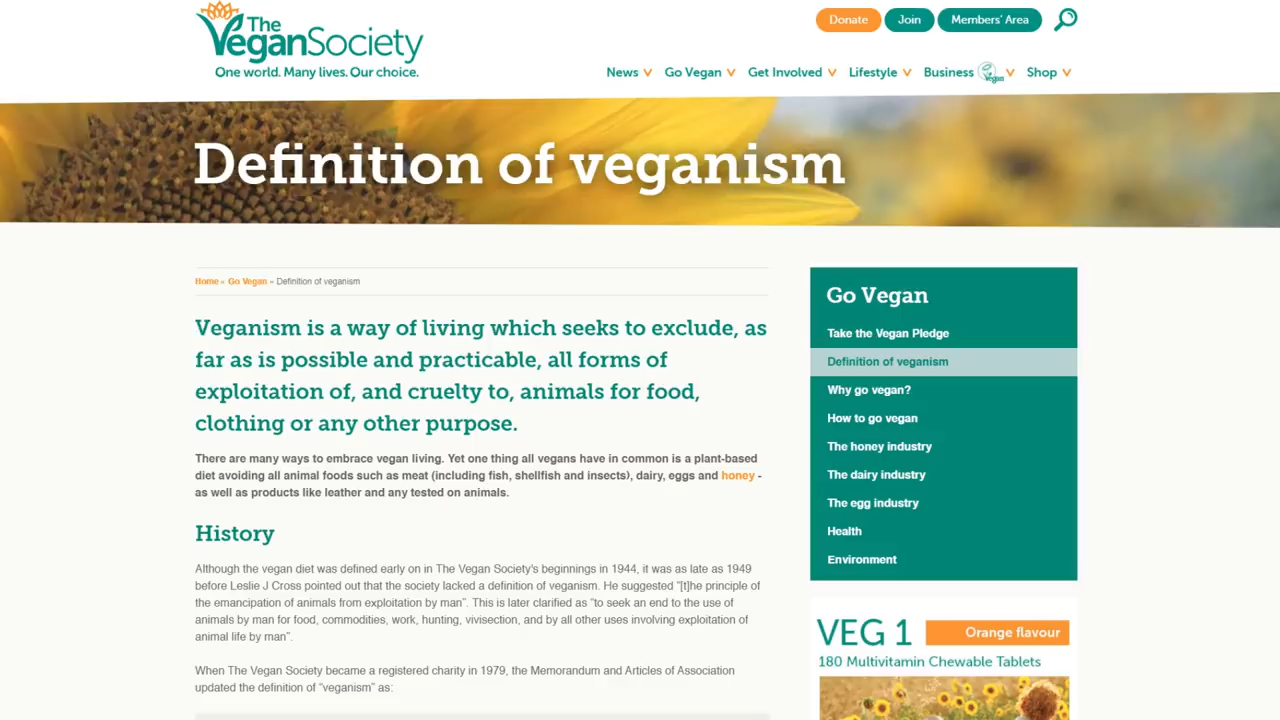 The
VeganSociety
One world. Many lives. Our choice.
Donate
Join
Members' Area
News
Go Vegan
Get Involved
Lifestyle
Business
Vegan
Shop
Definition of veganism
Home » Go Vegan » Definition of veganism
Veganism is a way of living which seeks to exclude, as
far as is possible and practicable, all forms of
exploitation of, and cruelty to, animals for food,
clothing or any other purpose.
There are many ways to embrace vegan living. Yet one thing all vegans have in common is a plant-based
diet avoiding all animal foods such as meat (including fish, shellfish and insects), dairy, eggs and honey -
as well as products like leather and any tested on animals.
History
Although the vegan diet was defined early on in The Vegan Society's beginnings in 1944, it was as late as 1949
before Leslie J Cross pointed out that the society lacked a definition of veganism. He suggested “[t]he principle of
the emancipation of animals from exploitation by man”. This is later clarified as “to seek an end to the use of
animals by man for food, commodities, work, hunting, vivisection, and by all other uses involving exploitation of
animal life by man”.
When The Vegan Society became a registered charity in 1979, the Memorandum and Articles of Association
updated the definition of “veganism” as:
Go Vegan
Take the Vegan Pledge
Definition of veganism
Why go vegan?
How to go vegan
The honey industry
The dairy industry
The egg industry
Health
Environment
VEG 1
Orange flavour
180 Multivitamin Chewable Tablets